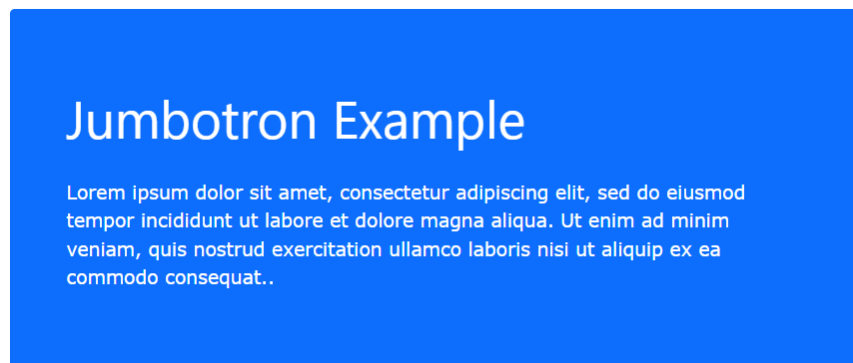 Jumbotron Example
Lorem ipsum dolor sit amet, consectetur adipiscing elit, sed do eiusmod
tempor incididunt ut labore et dolore magna aliqua. Ut enim ad minim
veniam, quis nostrud exercitation ullamco laboris nisi ut aliquip ex ea
commodo consequat..